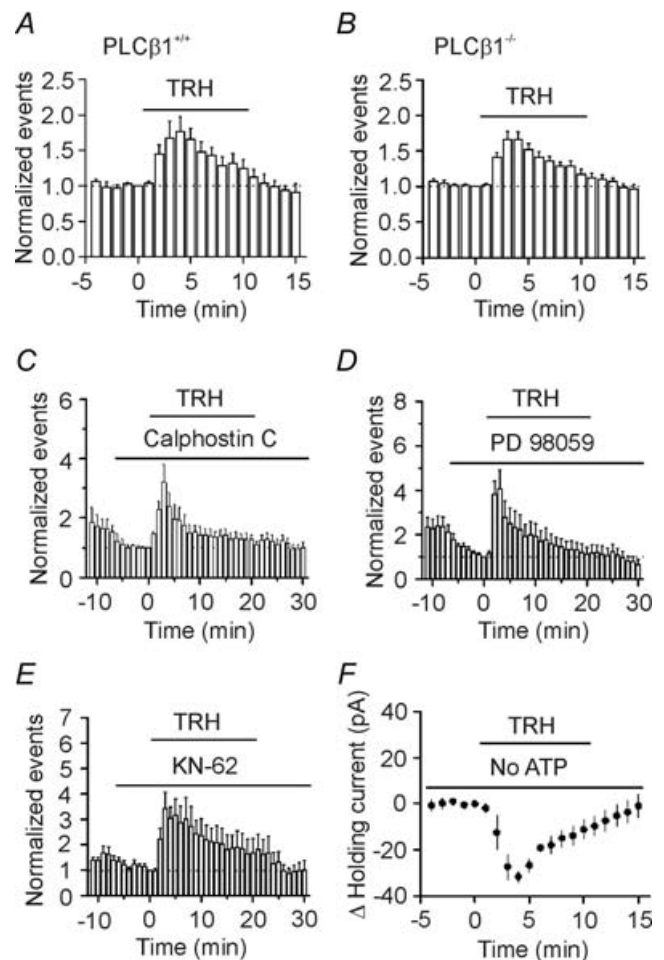 A
PLCβ1+/+
TRH
Normalized events
2.5
2.0
1.5
1.0
0.5
0.0
-5 0 5 10 15
Time (min)
B
PLCβ1-/-
TRH
Normalized events
2.5
2.0
1.5
1.0
0.5
0.0
-5 0 5 10 15
Time (min)
C
TRH
Calphostin C
Normalized events
6
4
2
0
-10 0 10 20 30
Time (min)
D
TRH
PD 98059
Normalized events
8
6
4
2
0
-10 0 10 20 30
Time (min)
E
TRH
KN-62
Normalized events
7
6
5
4
3
2
1
0
-10 0 10 20 30
Time (min)
F
TRH
No ATP
Δ Holding current (pA)
40
20
0
-20
-40
-5 0 5 10 15
Time (min)